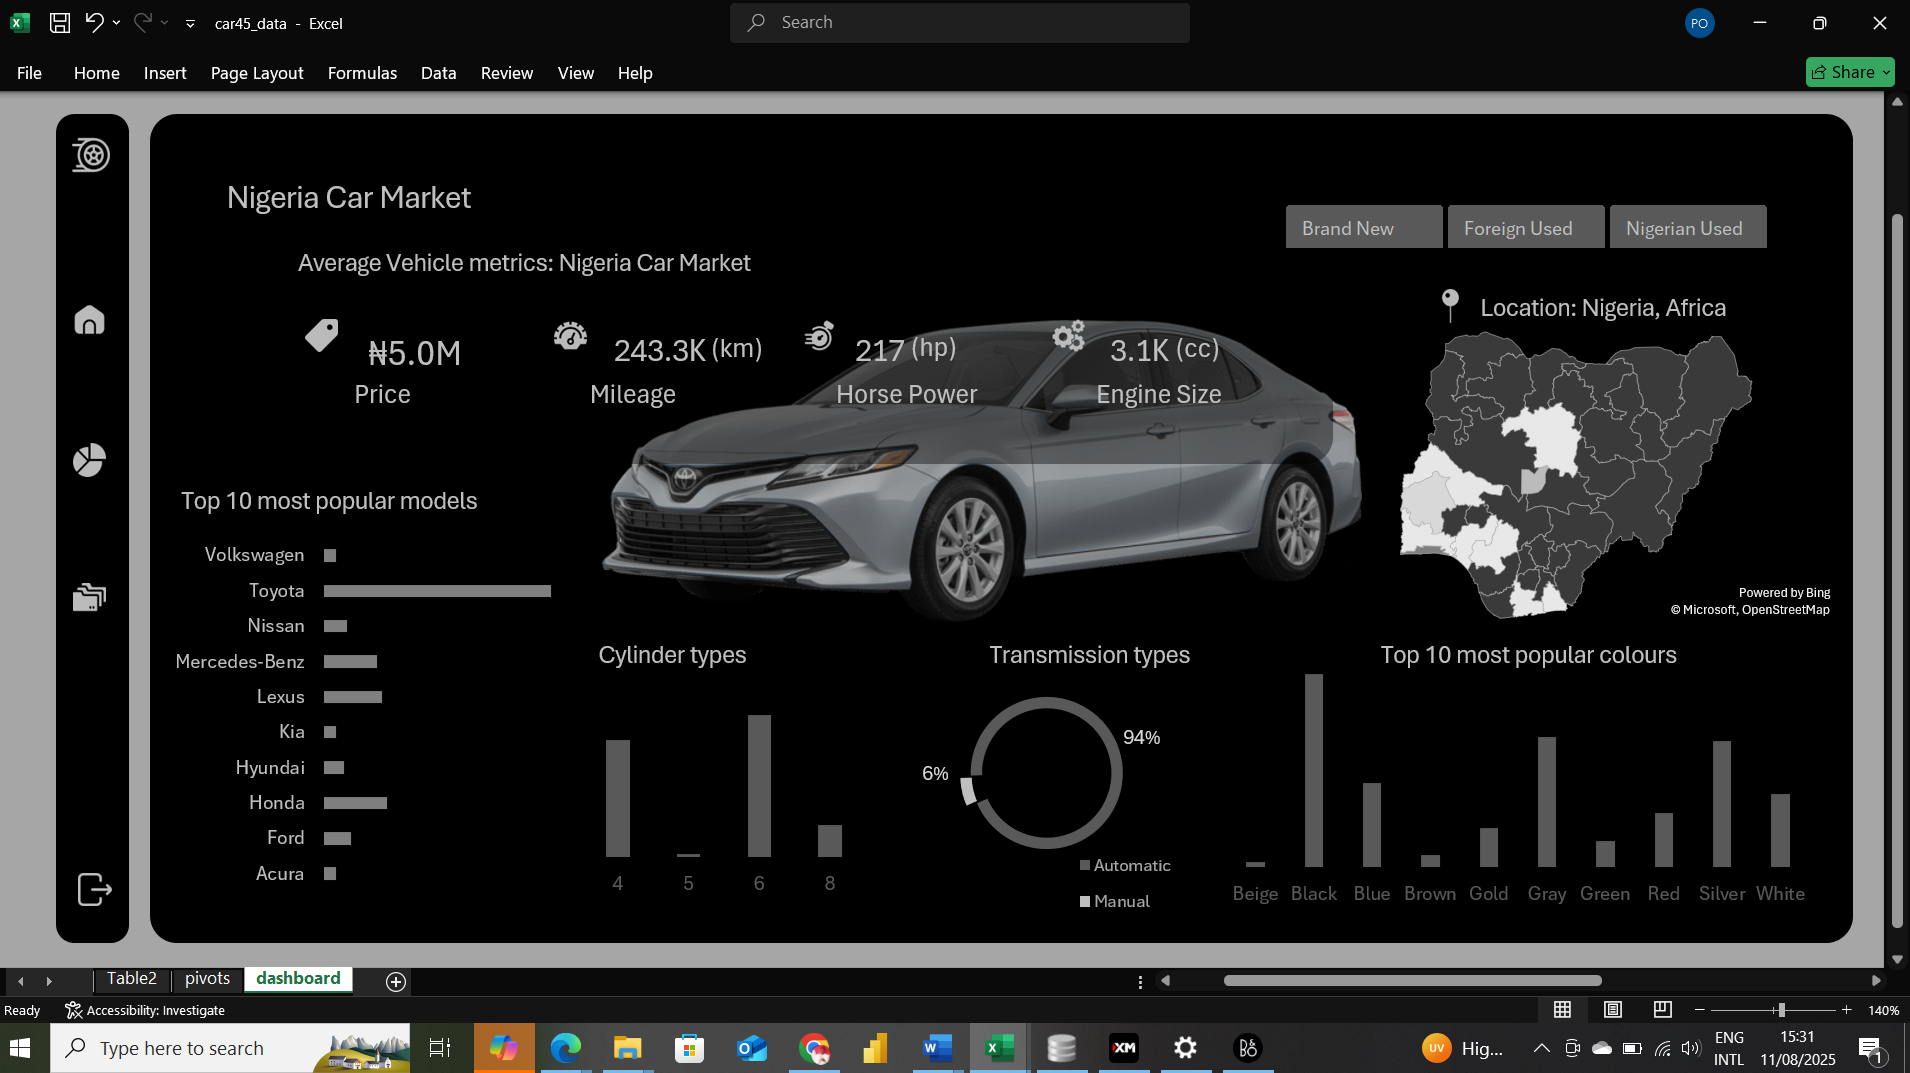 car45_data - Excel
Search
PO
File Home Insert Page Layout Formulas Data Review View Help
Share
Nigeria Car Market
Brand New
Foreign Used
Nigerian Used
Average Vehicle metrics: Nigeria Car Market
₦5.0M
Price
243.3K (km)
Mileage
217 (hp)
Horse Power
3.1K (cc)
Engine Size
Location: Nigeria, Africa
Powered by Bing
© Microsoft, OpenStreetMap
Top 10 most popular models
Volkswagen
Toyota
Nissan
Mercedes-Benz
Lexus
Kia
Hyundai
Honda
Ford
Acura
Cylinder types
4 5 6 8
Transmission types
94%
6%
Automatic
Manual
Top 10 most popular colours
Beige Black Blue Brown Gold Gray Green Red Silver White
Table2 pivots dashboard
Ready
Accessibility: Investigate
140%
Type here to search
UV
Hig...
ENG
INTL
15:31
11/08/2025
1